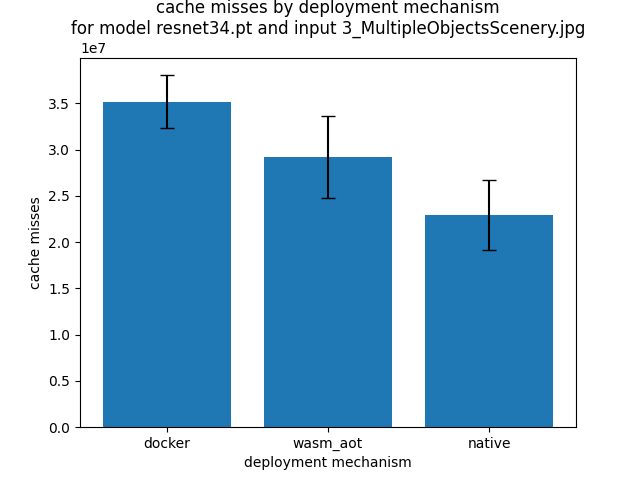 cache misses by deployment mechanism
for model resnet34.pt and input 3_MultipleObjectsScenery.jpg
1e7
3.5
3.0
2.5
2.0
1.5
1.0
0.5
0.0
cache misses
docker
wasm_aot
native
deployment mechanism